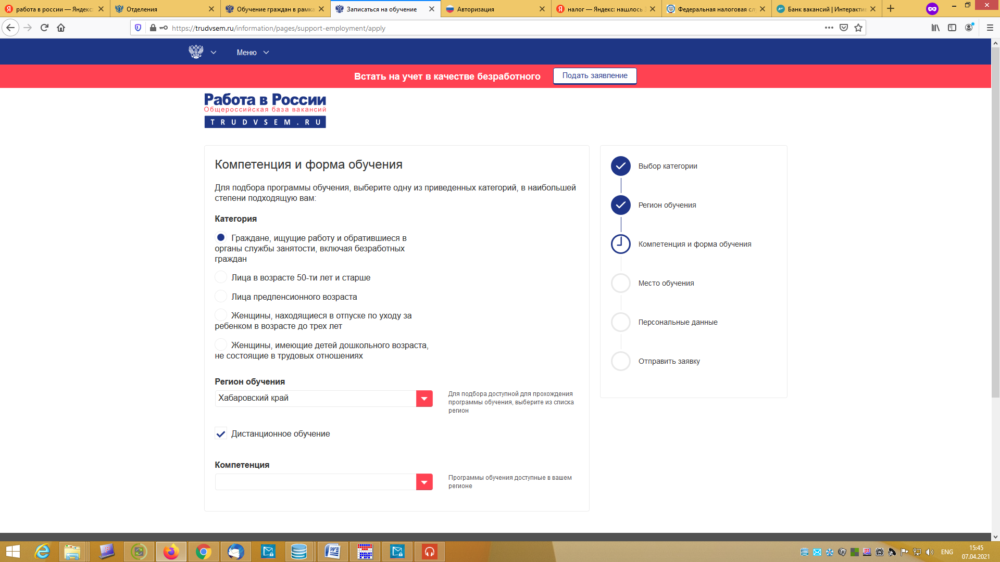 работа в россии — Яндекс:
Отделения
Обучение граждан в рамка
Записаться на обучение
Авторизация
налог — Яндекс: нашлось
Федеральная налоговая сл
Банк вакансий | Интерактив
https://trudvsem.ru/information/pages/support-employment/apply
Меню
Встать на учет в качестве безработного
Подать заявление
Работа в России
Общероссийская база вакансий
TRUDVSEM.RU
Компетенция и форма обучения
Для подбора программы обучения, выберите одну из приведенных категорий, в наибольшей
степени подходящую вам:
Категория
Граждане, ищущие работу и обратившиеся в
органы службы занятости, включая безработных
граждан
Лица в возрасте 50-ти лет и старше
Лица предпенсионного возраста
Женщины, находящиеся в отпуске по уходу за
ребенком в возрасте до трех лет
Женщины, имеющие детей дошкольного возраста,
не состоящие в трудовых отношениях
Регион обучения
Хабаровский край
Для подбора доступной для прохождения
программы обучения, выберите из списка
регион
Дистанционное обучение
Компетенция
Программы обучения доступные в вашем
регионе
Выбор категории
Регион обучения
Компетенция и форма обучения
Место обучения
Персональные данные
Отправить заявку
ENG
15:45
07.04.2021